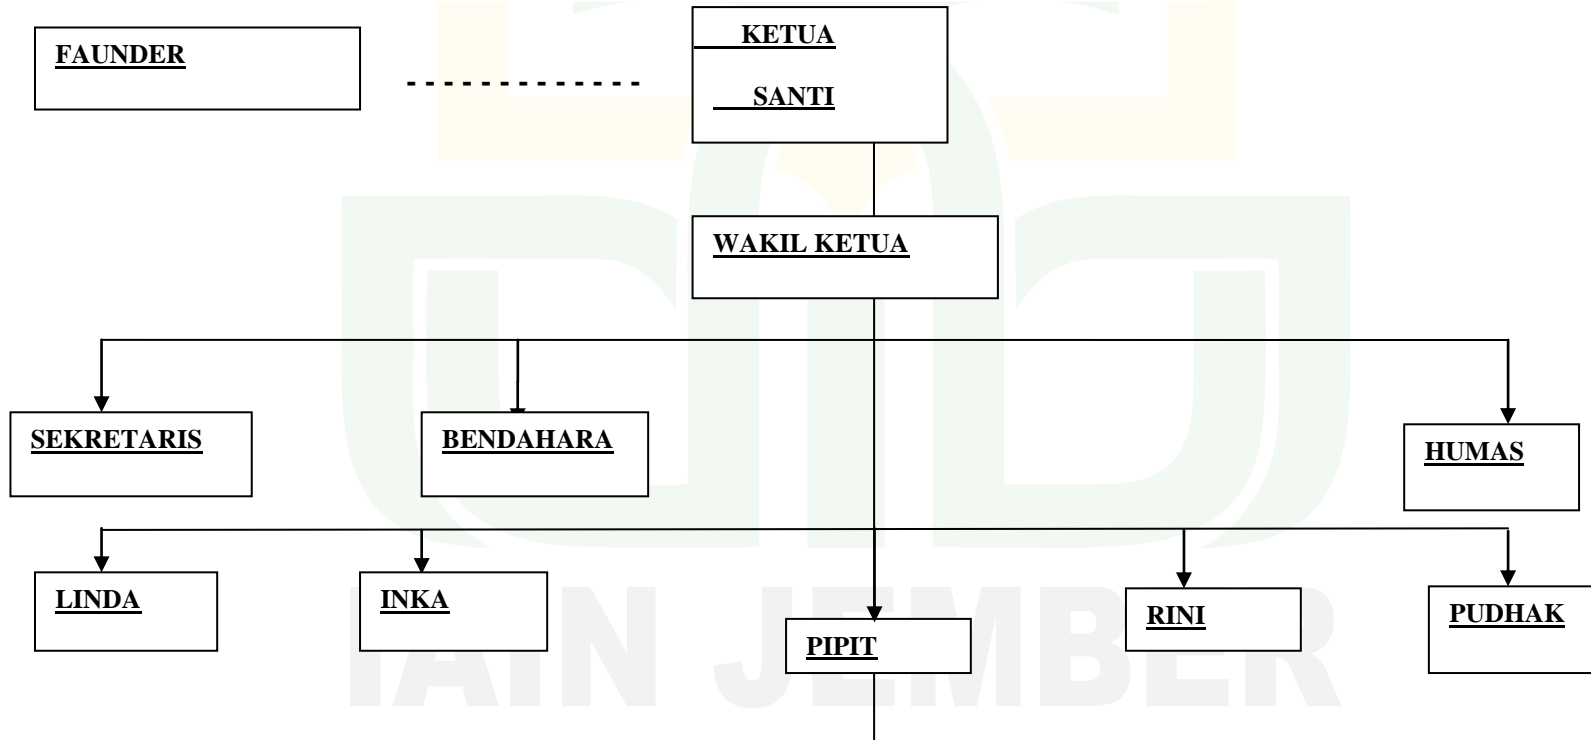 FAUNDER
KETUA
SANTI
WAKIL KETUA
SEKRETARIS
BENDAHARA
HUMAS
LINDA
INKA
PIPIT
RINI
PUDHAK
IAIN JEMBER